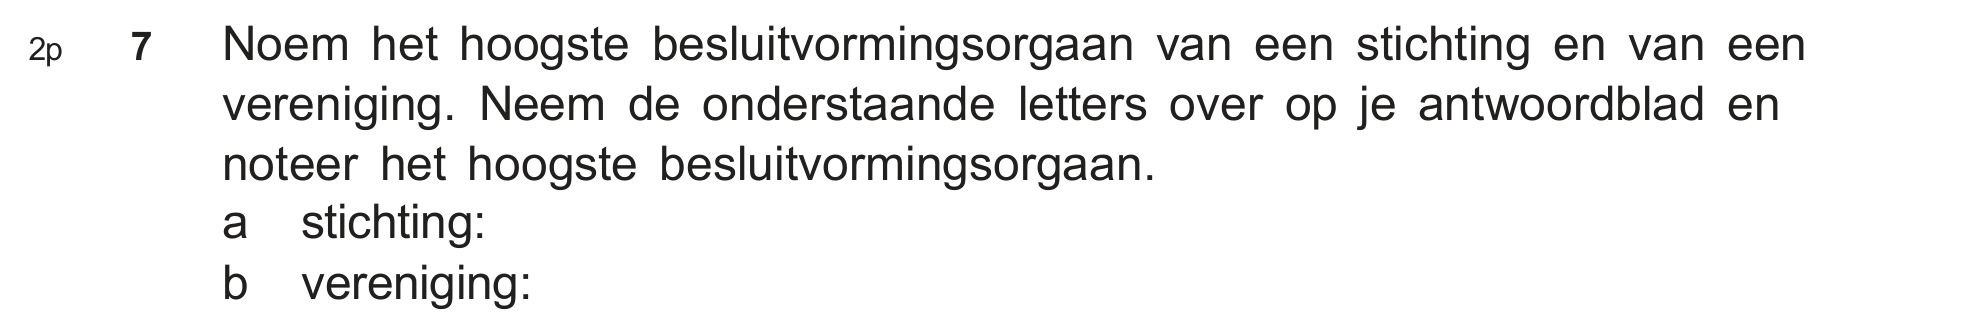 2p 7 Noem het hoogste besluitvormingsorgaan van een stichting en van een
vereniging. Neem de onderstaande letters over op je antwoordblad en
noteer het hoogste besluitvormingsorgaan.
a stichting:
b vereniging: